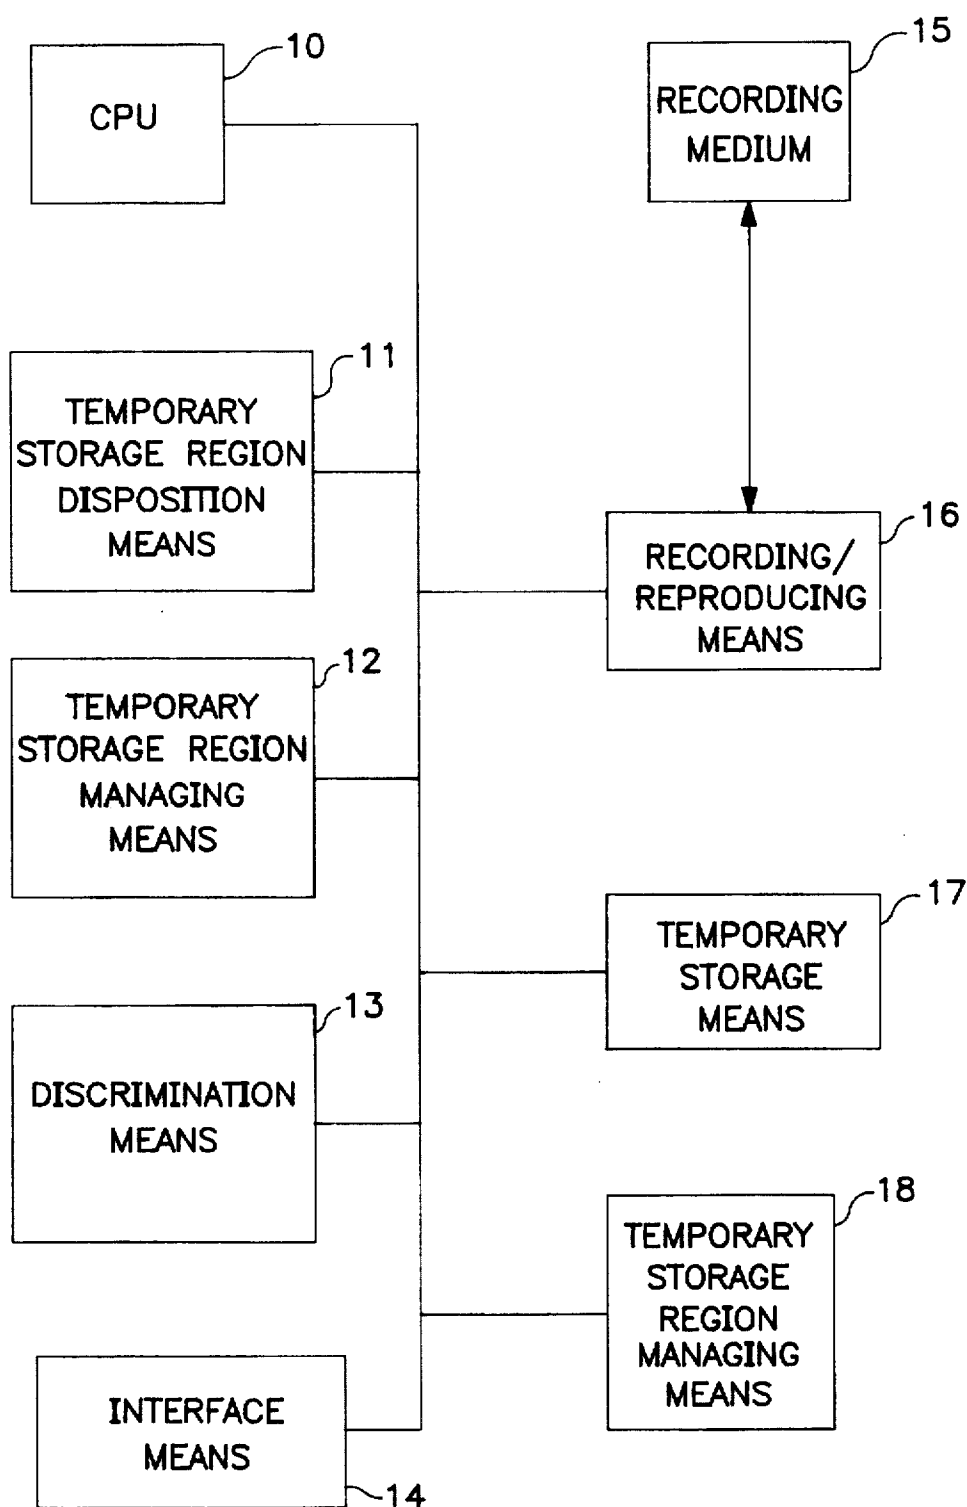 10
CPU
15
RECORDING
MEDIUM
11
TEMPORARY
STORAGE REGION
DISPOSITION
MEANS
16
RECORDING/
REPRODUCING
MEANS
12
TEMPORARY
STORAGE REGION
MANAGING
MEANS
17
TEMPORARY
STORAGE
MEANS
13
DISCRIMINATION
MEANS
18
TEMPORARY
STORAGE
REGION
MANAGING
MEANS
INTERFACE
MEANS
14